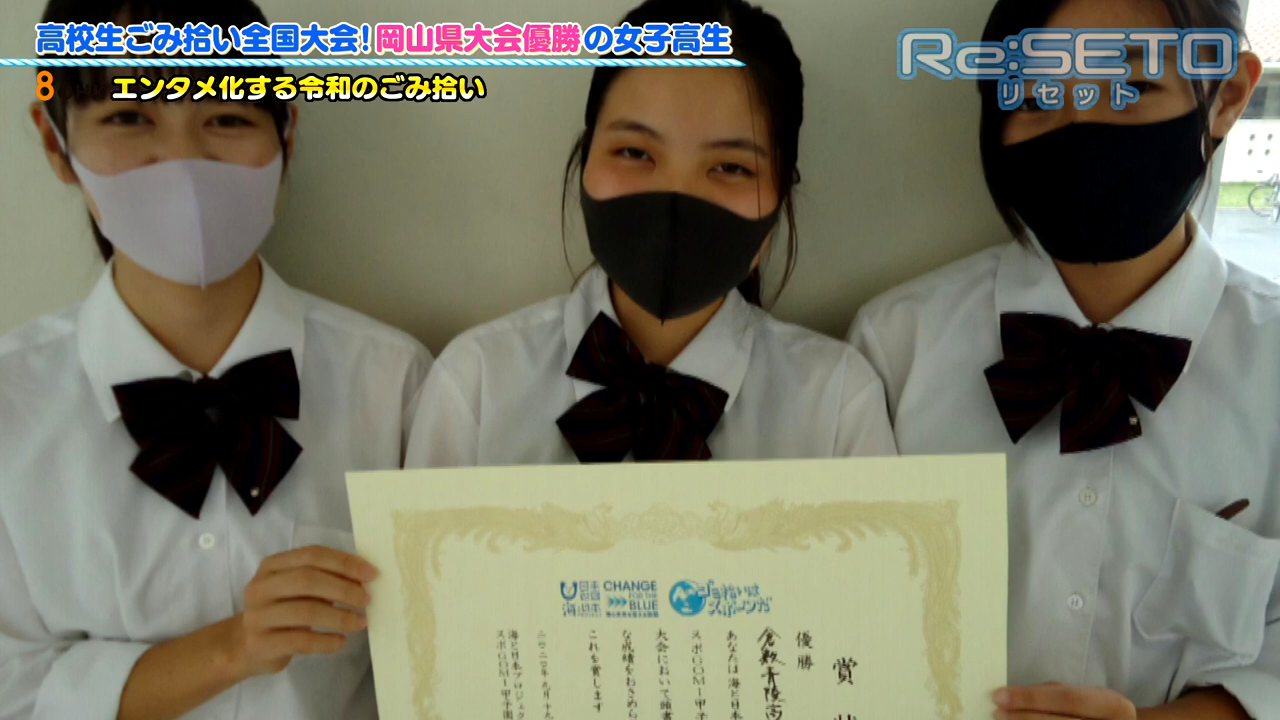 高校生ごみ拾い全国大会!岡山県大会優勝の女子高生
Re:SETO
リセット
8
エンタメ化する令和のごみ拾い
CHANGE
FOR THE
BLUE
ゴミ拾いは
スポーツだ
賞
優勝
倉敷青陵高
あなたは海と日本
スポGOMI甲子
大会において頭書
な成績をおさめら
これを賞します
海と日本プロジェク
スポGOMI甲子園